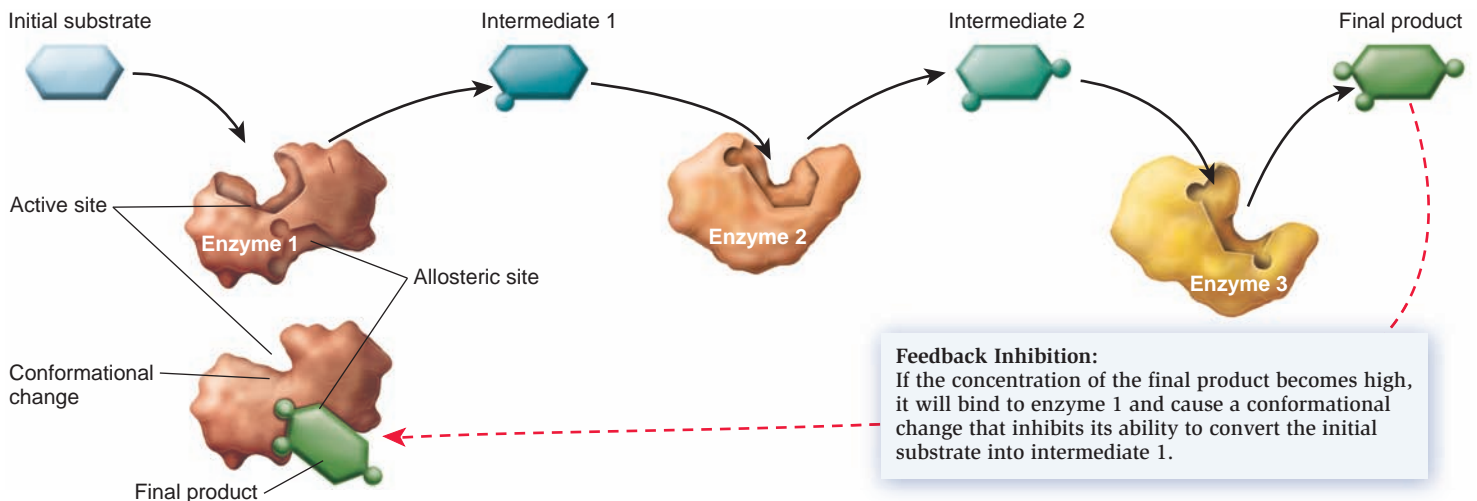 Initial substrate
Intermediate 1
Intermediate 2
Final product
Active site
Enzyme 1
Enzyme 2
Enzyme 3
Allosteric site
Conformational
change
Final product
Feedback Inhibition:
If the concentration of the final product becomes high,
it will bind to enzyme 1 and cause a conformational
change that inhibits its ability to convert the initial
substrate into intermediate 1.